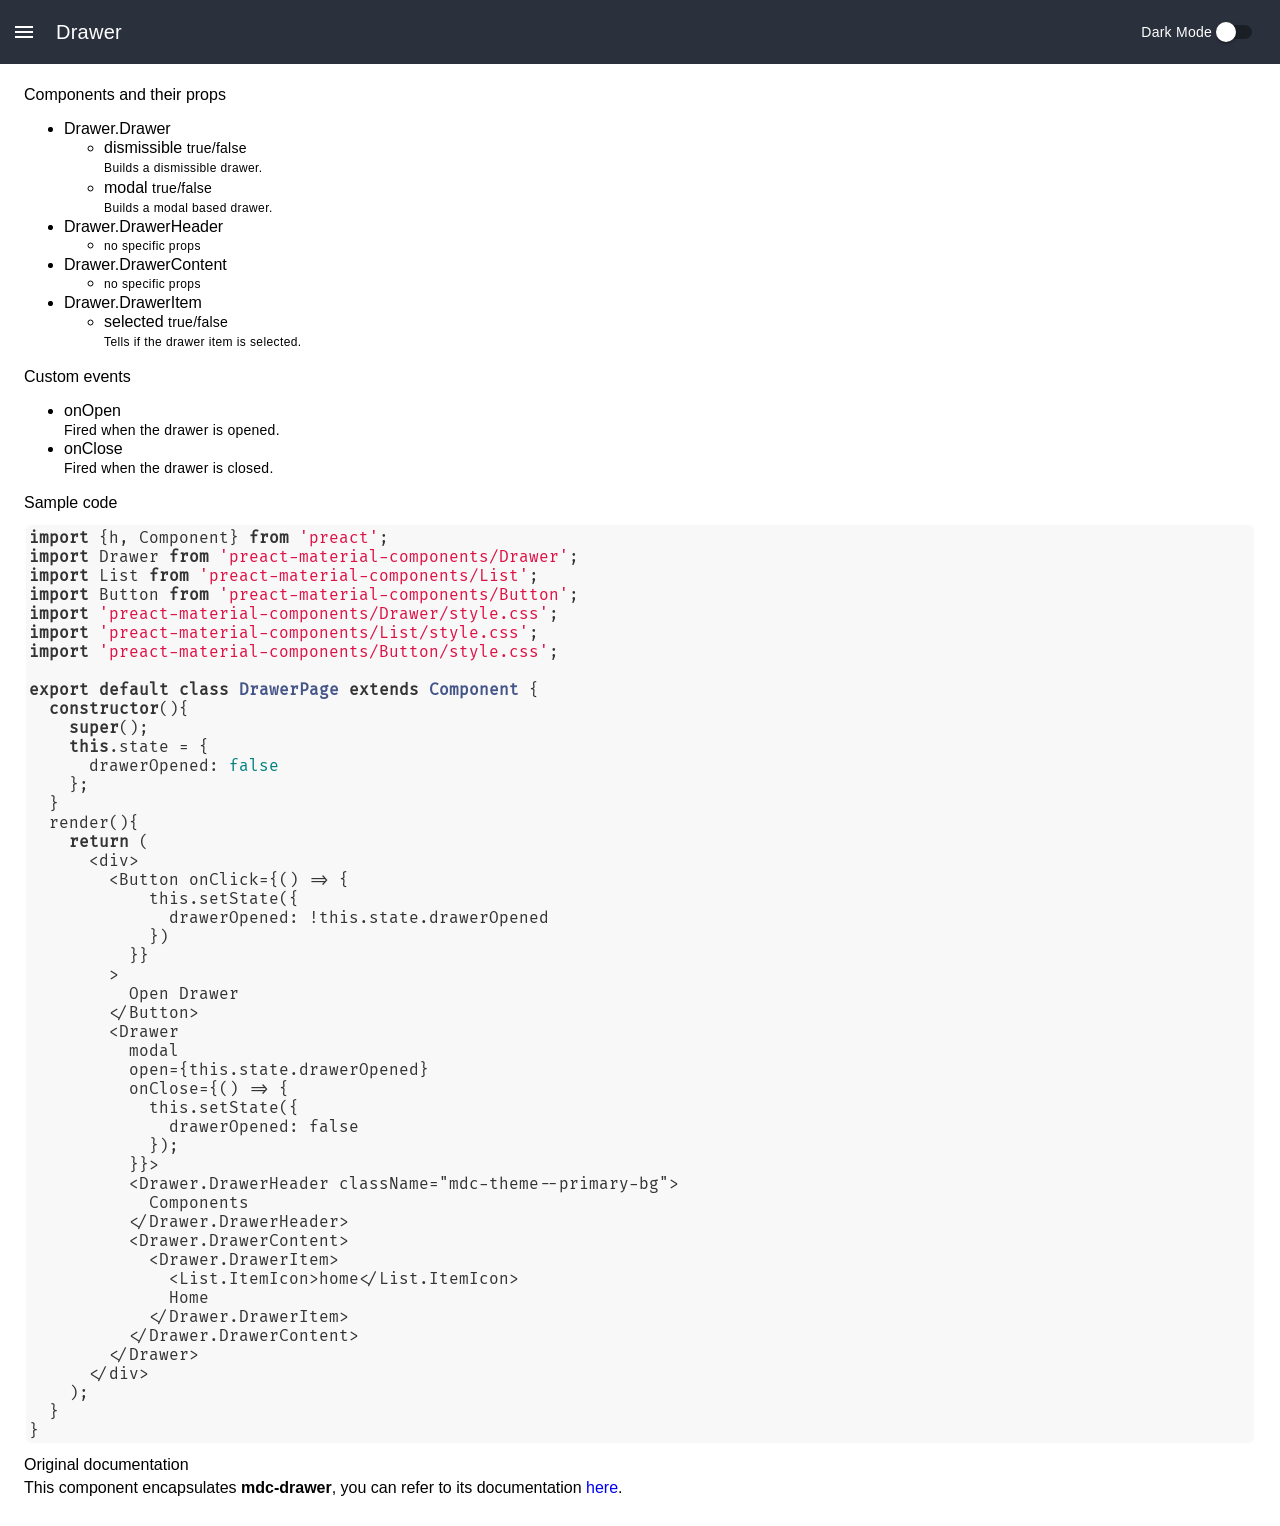 Drawer
Dark Mode
Components and their props
Drawer.Drawer
dismissible true/false
Builds a dismissible drawer.
modal true/false
Builds a modal based drawer.
Drawer.DrawerHeader
no specific props
Drawer.DrawerContent
no specific props
Drawer.DrawerItem
selected true/false
Tells if the drawer item is selected.
Custom events
onOpen
Fired when the drawer is opened.
onClose
Fired when the drawer is closed.
Sample code
import {h, Component} from 'preact';
import Drawer from 'preact-material-components/Drawer';
import List from 'preact-material-components/List';
import Button from 'preact-material-components/Button';
import 'preact-material-components/Drawer/style.css';
import 'preact-material-components/List/style.css';
import 'preact-material-components/Button/style.css';

export default class DrawerPage extends Component {
  constructor(){
    super();
    this.state = {
      drawerOpened: false
    };
  }
  render(){
    return (
      <div>
        <Button onClick={() => {
            this.setState({
              drawerOpened: !this.state.drawerOpened
            })
          }}
        >
          Open Drawer
        </Button>
        <Drawer
          modal
          open={this.state.drawerOpened}
          onClose={() => {
            this.setState({
              drawerOpened: false
            });
          }}>
          <Drawer.DrawerHeader className="mdc-theme--primary-bg">
            Components
          </Drawer.DrawerHeader>
          <Drawer.DrawerContent>
            <Drawer.DrawerItem>
              <List.ItemIcon>home</List.ItemIcon>
              Home
            </Drawer.DrawerItem>
          </Drawer.DrawerContent>
        </Drawer>
      </div>
    );
  }
}
Original documentation
This component encapsulates mdc-drawer, you can refer to its documentation here.